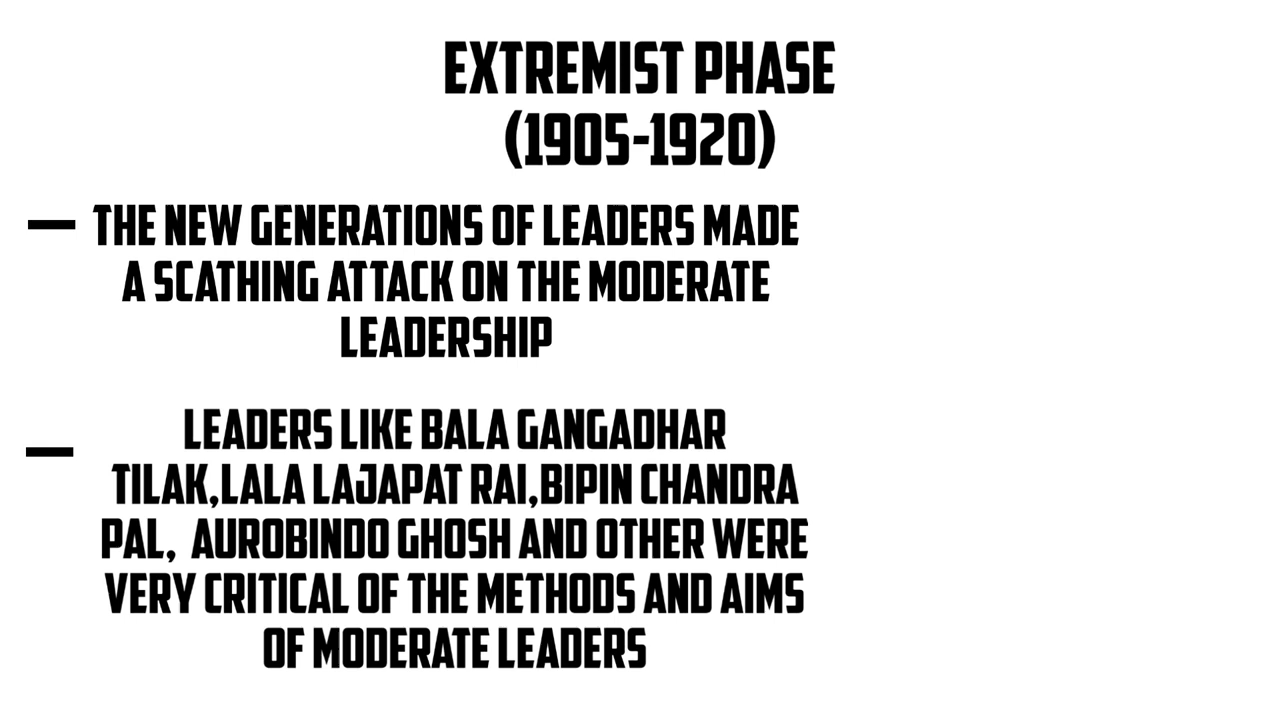 EXTREMIST PHASE
(1905-1920)
— THE NEW GENERATIONS OF LEADERS MADE
A SCATHING ATTACK ON THE MODERATE
LEADERSHIP
— LEADERS LIKE BALA GANGADHAR
TILAK,LALA LAJAPAT RAI,BIPIN CHANDRA
PAL, AUROBINDO GHOSH AND OTHER WERE
VERY CRITICAL OF THE METHODS AND AIMS
OF MODERATE LEADERS